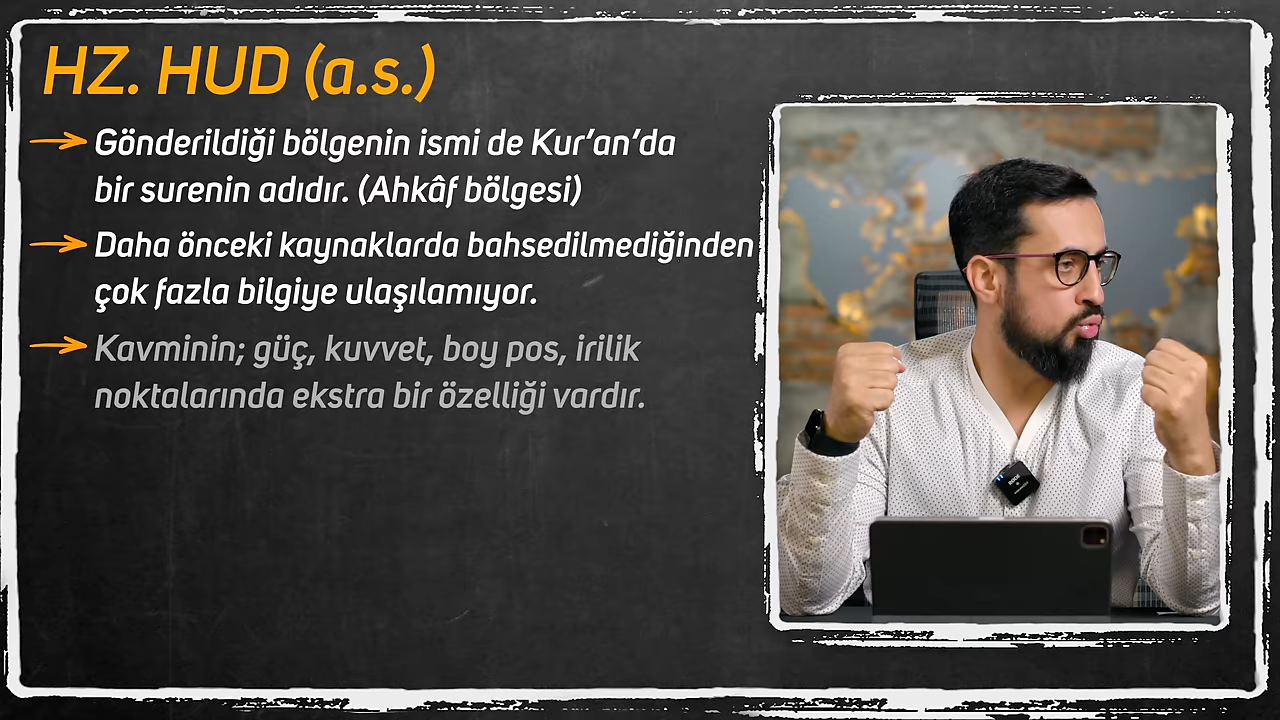 HZ. HUD (a.s.)
Gönderildiği bölgenin ismi de Kur'an'da
bir surenin adıdır. (Ahkâf bölgesi)
Daha önceki kaynaklarda bahsedilmediğinden
çok fazla bilgiye ulaşılamıyor.
Kavminin; güç, kuvvet, boy pos, irilik
noktalarında ekstra bir özelliği vardır.